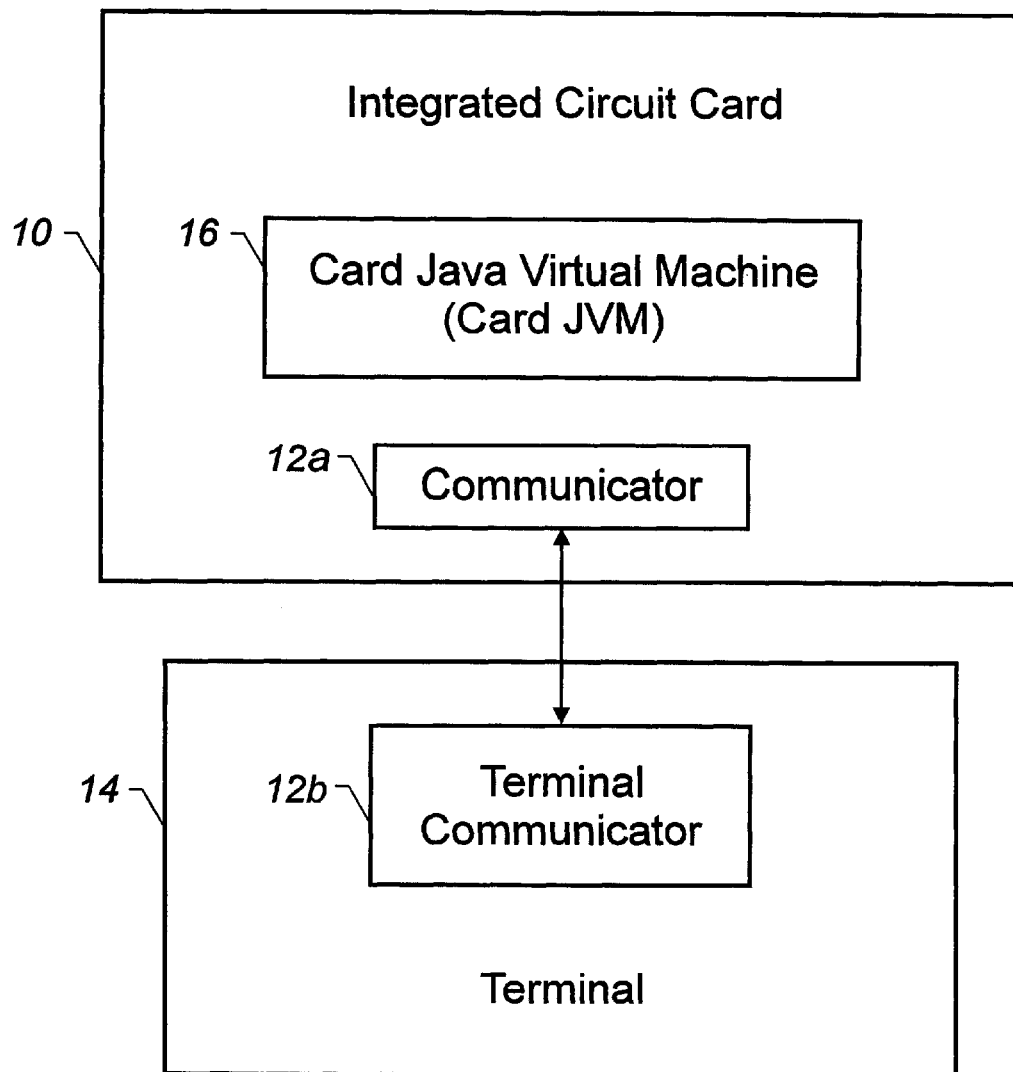 Integrated Circuit Card
10
16
Card Java Virtual Machine
(Card JVM)
12a
Communicator
14
12b
Terminal
Communicator
Terminal